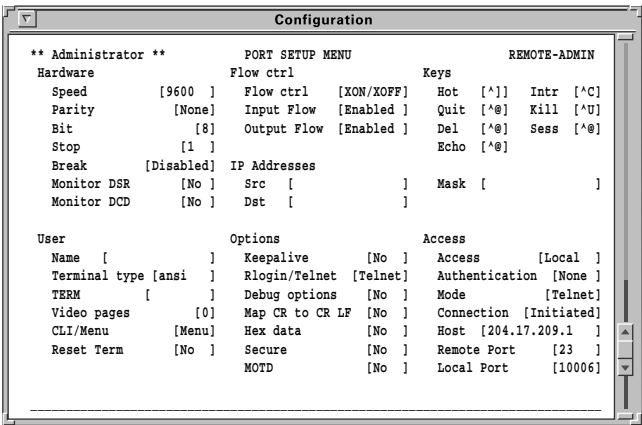 Configuration
** Administrator ** PORT SETUP MENU REMOTE-ADMIN
Hardware Flow ctrl Keys
Speed [9600 ] Flow ctrl [XON/XOFF] Hot [^]] Intr [^C]
Parity [None] Input Flow [Enabled ] Quit [^@] Kill [^U]
Bit [8] Output Flow [Enabled ] Del [^@] Sess [^@]
Stop [1 ] Echo [^@]
Break [Disabled] IP Addresses
Monitor DSR [No ] Src [ ] Mask [ ]
Monitor DCD [No ] Dst [ ]
User Options Access
Name [ ] Keepalive [No ] Access [Local ]
Terminal type [ansi ] Rlogin/Telnet [Telnet] Authentication [None ]
TERM [ ] Debug options [No ] Mode [Telnet]
Video pages [0] Map CR to CR LF [No ] Connection [Initiated]
CLI/Menu [Menu] Hex data [No ] Host [204.17.209.1 ]
Reset Term [No ] Secure [No ] Remote Port [23 ]
MOTD [No ] Local Port [10006]